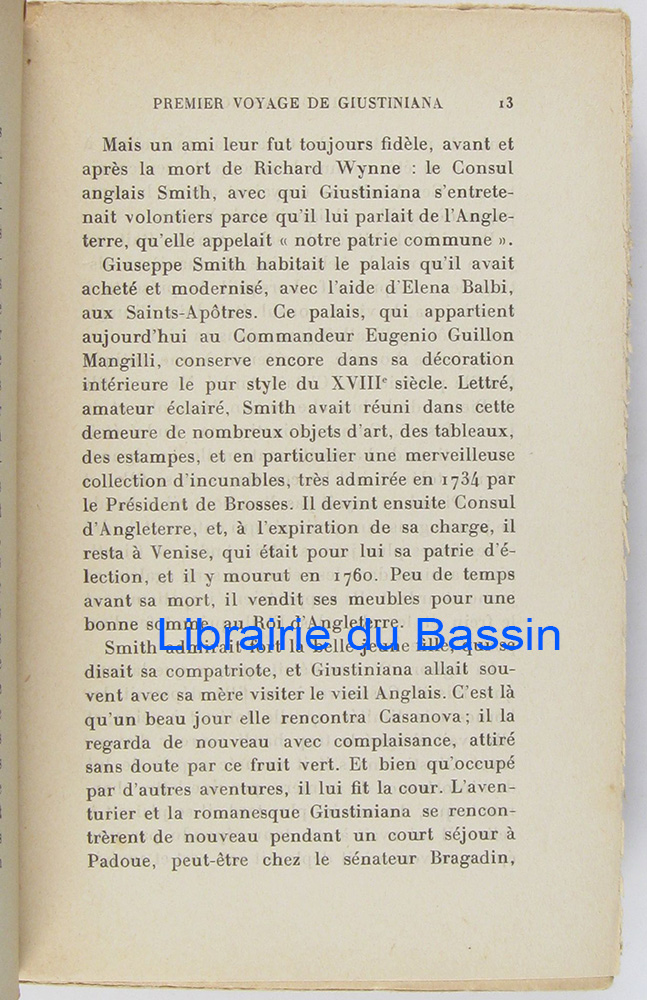 PREMIER VOYAGE DE GIUSTINIANA 13
Mais un ami leur fut toujours fidèle, avant et
après la mort de Richard Wynne : le Consul
anglais Smith, avec qui Giustiniana s'entrete-
nait volontiers parce qu'il lui parlait de l'Angle-
terre, qu'elle appelait « notre patrie commune ».
Giuseppe Smith habitait le palais qu'il avait
acheté et modernisé, avec l'aide d'Elena Balbi,
aux Saints-Apôtres. Ce palais, qui appartient
aujourd'hui au Commandeur Eugenio Guillon
Mangilli, conserve encore dans sa décoration
intérieure le pur style du XVIIIe siècle. Lettré,
amateur éclairé, Smith avait réuni dans cette
demeure de nombreux objets d'art, des tableaux,
des estampes, et en particulier une merveilleuse
collection d'incunables, très admirée en 1734 par
le Président de Brosses. Il devint ensuite Consul
d'Angleterre, et, à l'expiration de sa charge, il
resta à Venise, qui était pour lui sa patrie d'é-
lection, et il y mourut en 1760. Peu de temps
avant sa mort, il vendit ses meubles pour une
bonne somme, au Roi d'Angleterre.
Librairie du Bassin
Smith admirait fort la belle jeune fille, qui se
disait sa compatriote, et Giustiniana allait sou-
vent avec sa mère visiter le vieil Anglais. C'est là
qu'un beau jour elle rencontra Casanova ; il la
regarda de nouveau avec complaisance, attiré
sans doute par ce fruit vert. Et bien qu'occupé
par d'autres aventures, il lui fit la cour. L'aven-
turier et la romanesque Giustiniana se rencon-
trèrent de nouveau pendant un court séjour à
Padoue, peut-être chez le sénateur Bragadin,